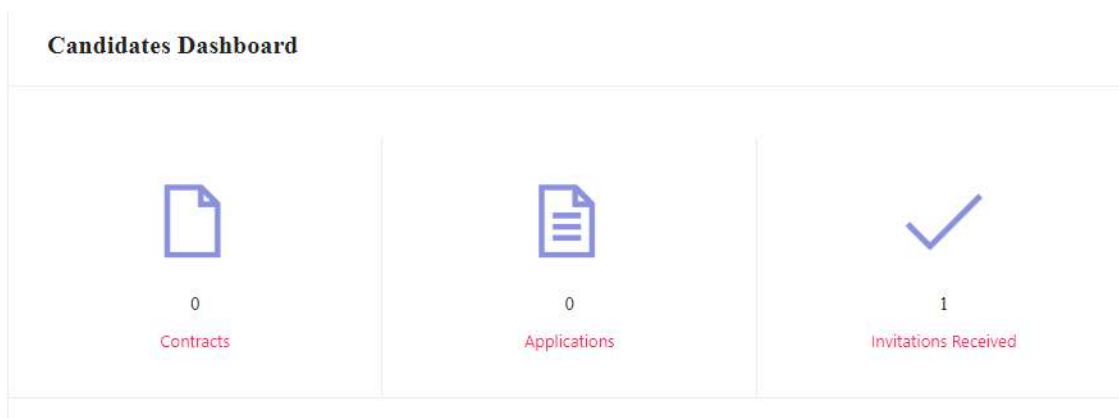 Candidates Dashboard
0
Contracts
0
Applications
1
Invitations Received